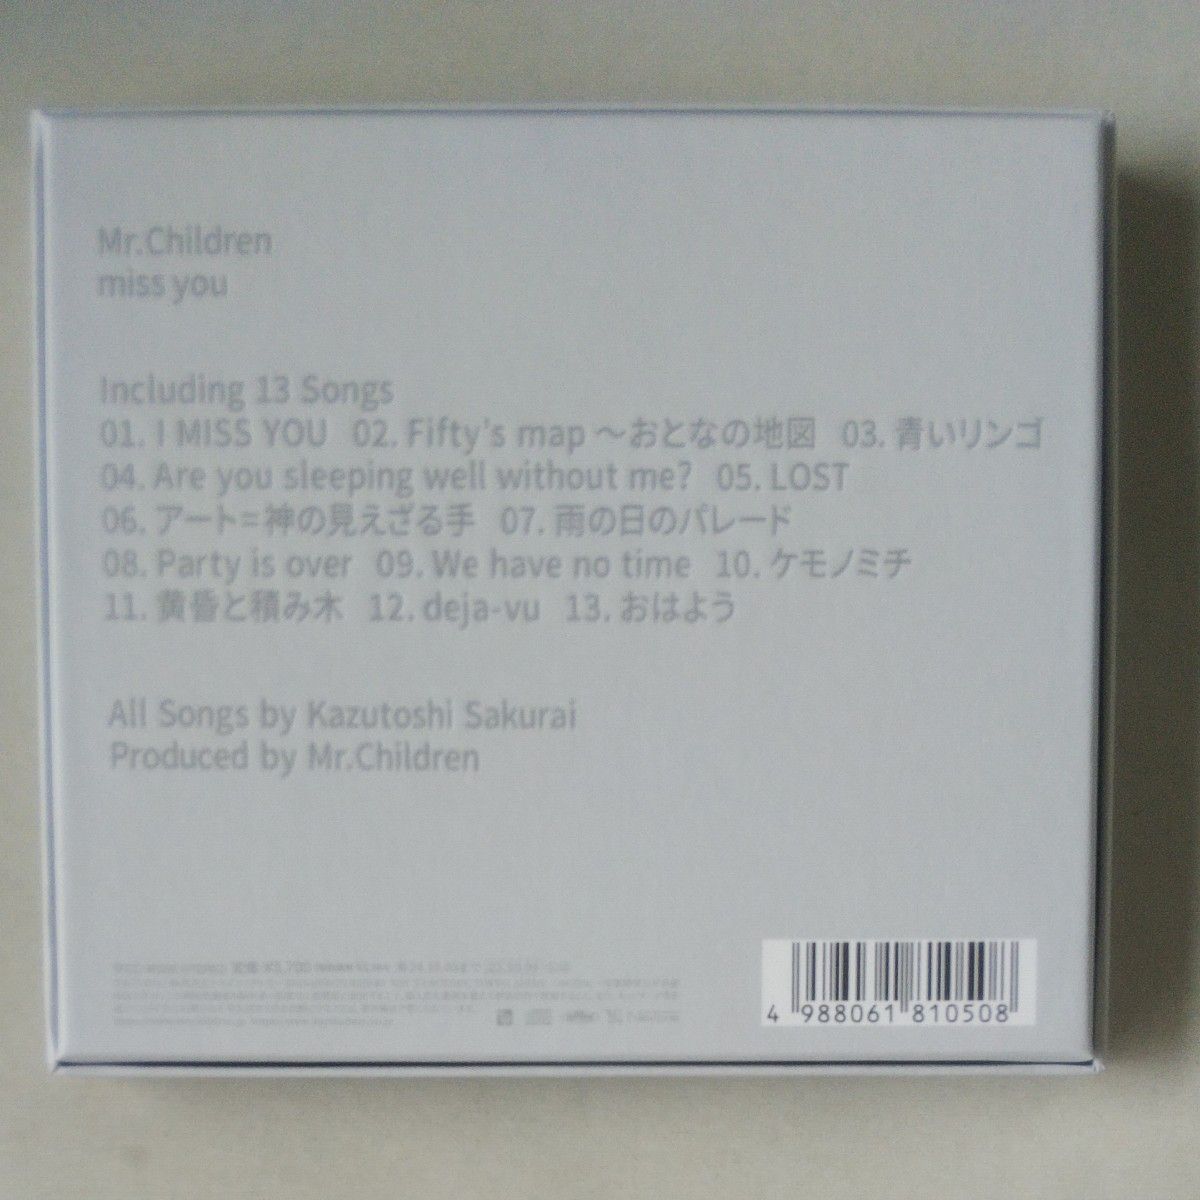 Mr.Children
miss you
Including 13 Songs
01. I MISS YOU 02. Fifty's map ～おとなの地図 03. 青いリンゴ
04. Are you sleeping well without me? 05. LOST
06. アート＝神の見えざる手 07. 雨の日のパレード
08. Party is over 09. We have no time 10. ケモノミチ
11. 黄昏と積み木 12. deja-vu 13. おはよう
All Songs by Kazutoshi Sakurai
Produced by Mr.Children
4 988061 810508